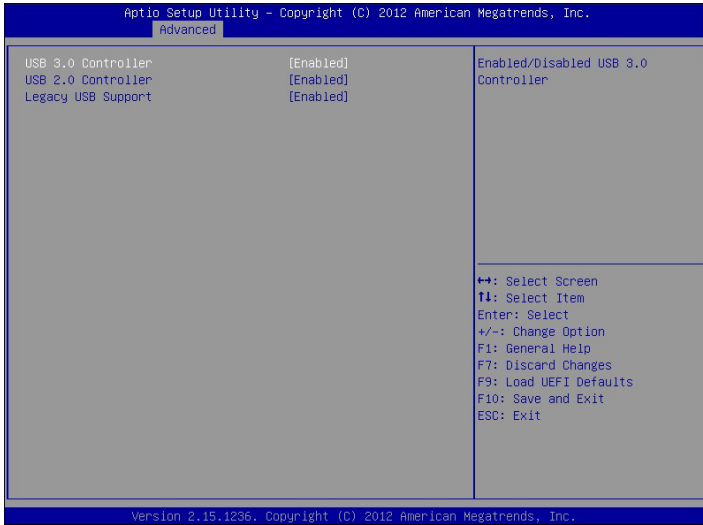 Aptio Setup Utility – Copyright (C) 2012 American Megatrends, Inc.
Advanced
USB 3.0 Controller [Enabled]
USB 2.0 Controller [Enabled]
Legacy USB Support [Enabled]
Enabled/Disabled USB 3.0
Controller
↔: Select Screen
↑↓: Select Item
Enter: Select
+/-: Change Option
F1: General Help
F7: Discard Changes
F9: Load UEFI Defaults
F10: Save and Exit
ESC: Exit
Version 2.15.1236. Copyright (C) 2012 American Megatrends, Inc.